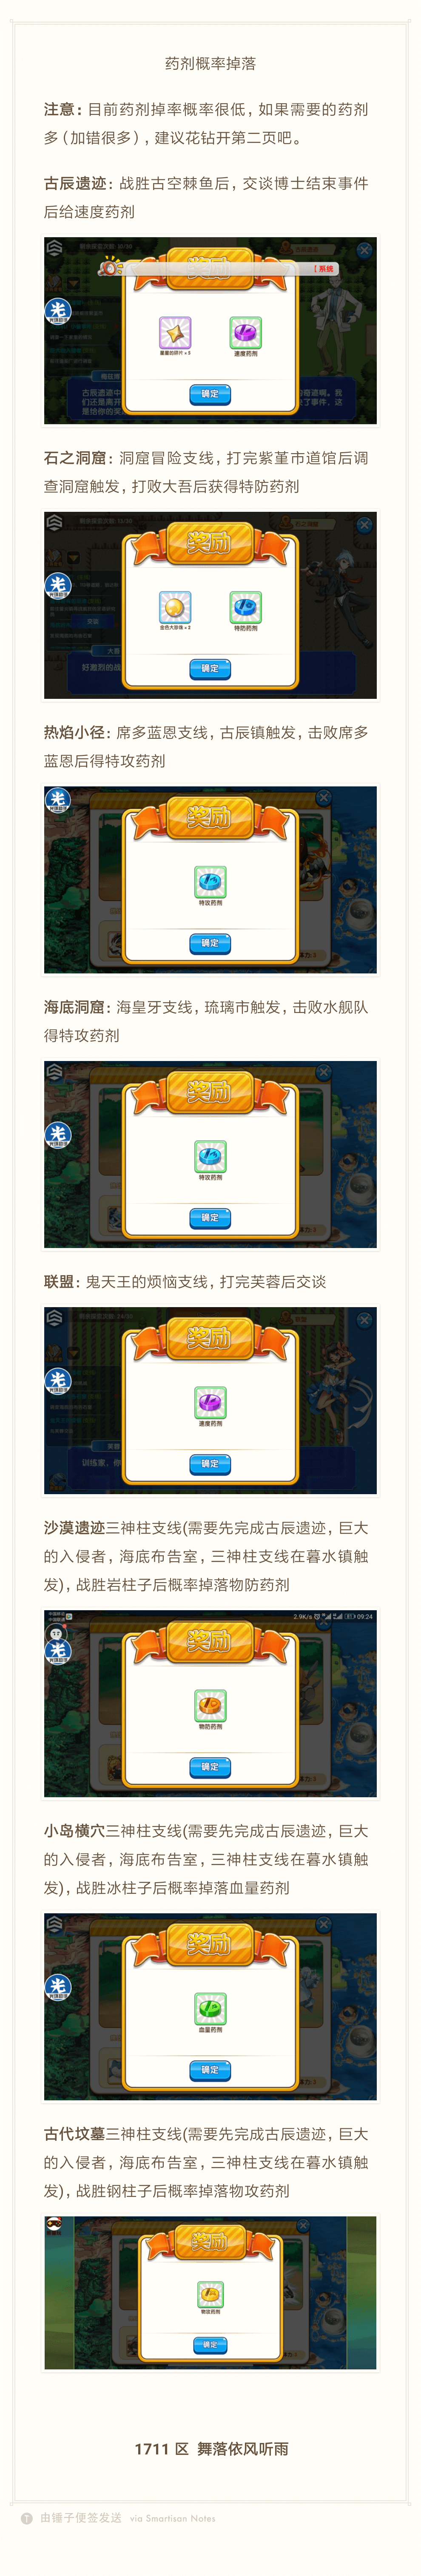 药剂概率掉落
注意：目前药剂掉率概率很低，如果需要的药剂
多（加错很多），建议花钻开第二页吧。
古辰遗迹：战胜古空棘鱼后，交谈博士结束事件
后给速度药剂
【系统
奖励
星星的碎片 x 5
速度药剂
确定
石之洞窟：洞窟冒险支线，打完紫堇市道馆后调
查洞窟触发，打败大吾后获得特防药剂
奖励
金色大珍珠 x 2
特防药剂
确定
热焰小径：席多蓝恩支线，古辰镇触发，击败席多
蓝恩后得特攻药剂
奖励
特攻药剂
确定
海底洞窟：海皇牙支线，琉璃市触发，击败水舰队
得特攻药剂
奖励
特攻药剂
确定
联盟：鬼天王的烦恼支线，打完芙蓉后交谈
奖励
速度药剂
确定
沙漠遗迹三神柱支线(需要先完成古辰遗迹，巨大
的入侵者，海底布告室，三神柱支线在暮水镇触
发)，战胜岩柱子后概率掉落物防药剂
2.9K/s
09:24
奖励
物防药剂
确定
小岛横穴三神柱支线(需要先完成古辰遗迹，巨大
的入侵者，海底布告室，三神柱支线在暮水镇触
发)，战胜冰柱子后概率掉落血量药剂
奖励
血量药剂
确定
古代坟墓三神柱支线(需要先完成古辰遗迹，巨大
的入侵者，海底布告室，三神柱支线在暮水镇触
发)，战胜钢柱子后概率掉落物攻药剂
奖励
物攻药剂
确定
1711 区 舞落依风听雨
由锤子便签发送 via Smartisan Notes